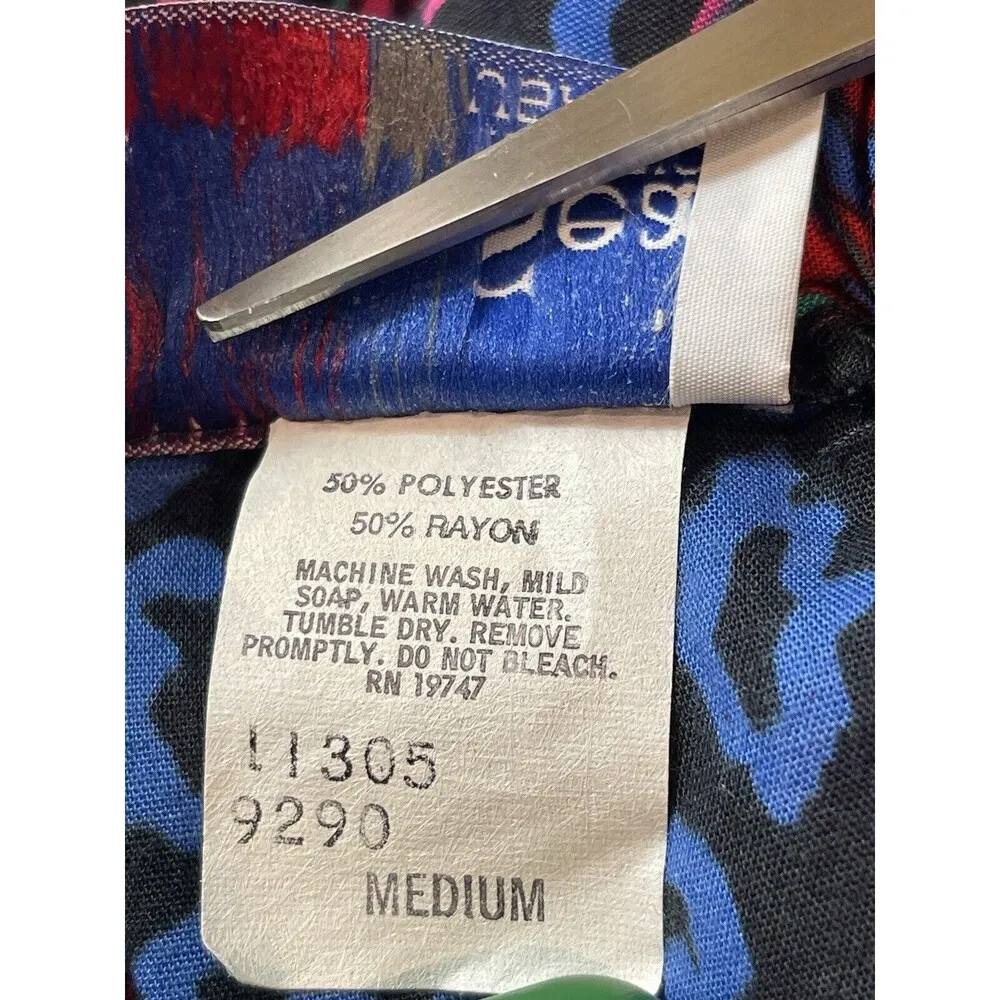 50% POLYESTER
50% RAYON
MACHINE WASH, MILD
SOAP, WARM WATER.
TUMBLE DRY. REMOVE
PROMPTLY. DO NOT BLEACH.
RN 19747
11305
9290
MEDIUM